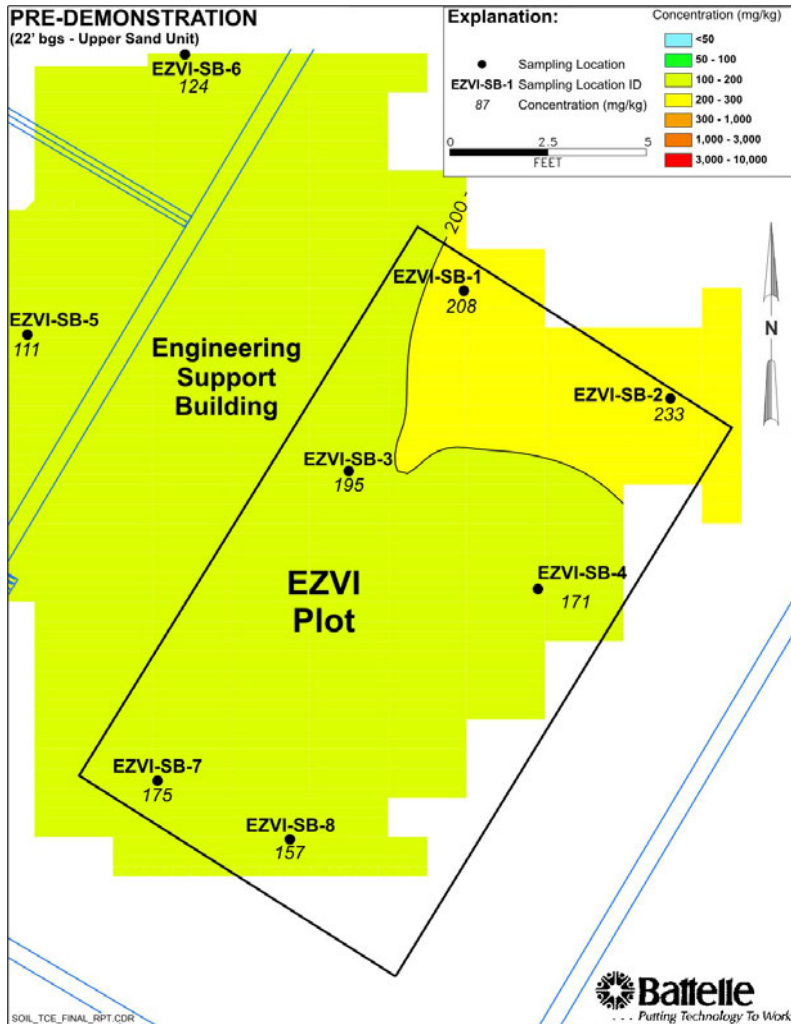 PRE-DEMONSTRATION
(22' bgs - Upper Sand Unit)
Explanation:
Sampling Location
EZVI-SB-1 Sampling Location ID
87 Concentration (mg/kg)
0 2.5 5
FEET
Concentration (mg/kg)
<50
50 - 100
100 - 200
200 - 300
300 - 1,000
1,000 - 3,000
3,000 - 10,000
EZVI-SB-6
124
200
EZVI-SB-1
208
N
EZVI-SB-5
111
Engineering
Support
Building
EZVI-SB-2
233
EZVI-SB-3
195
EZVI
Plot
EZVI-SB-4
171
EZVI-SB-7
175
EZVI-SB-8
157
Battelle
. . . Putting Technology To Work
SOIL_TCE_FINAL_RPT.CDR